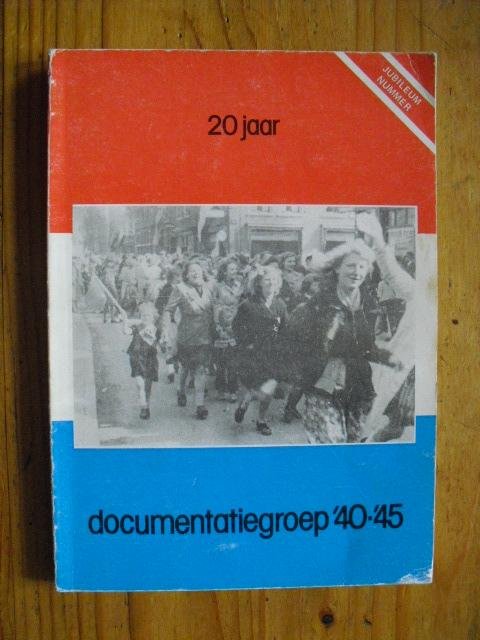 JUBILEUM
NUMMER
20 jaar
documentatiegroep '40-'45